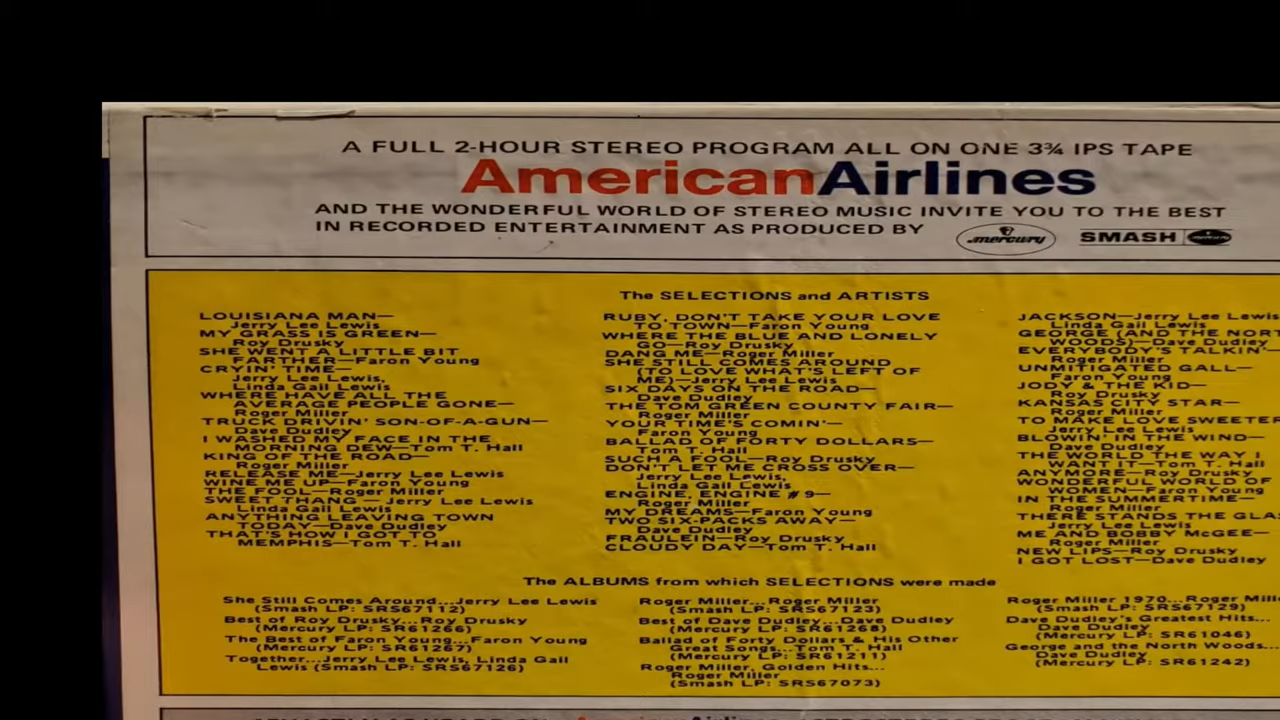 A FULL 2-HOUR STEREO PROGRAM ALL ON ONE 3¾ IPS TAPE
AmericanAirlines
AND THE WONDERFUL WORLD OF STEREO MUSIC INVITE YOU TO THE BEST
IN RECORDED ENTERTAINMENT AS PRODUCED BY
mercury
SMASH
The SELECTIONS and ARTISTS
LOUISIANA MAN—
Jerry Lee Lewis
MY GRASS IS GREEN—
Roy Drusky
SHE WENT A LITTLE BIT
FARTHER—Faron Young
CRYIN' TIME—
Jerry Lee Lewis,
Linda Gail Lewis
WHERE HAVE ALL THE
AVERAGE PEOPLE GONE—
Roger Miller
TRUCK DRIVIN' SON-OF-A-GUN—
Dave Dudley
I WASHED MY FACE IN THE
MORNING DEW—Tom T. Hall
KING OF THE ROAD—
Roger Miller
RELEASE ME—Jerry Lee Lewis
WINE ME UP—Faron Young
THE FOOL—Roger Miller
SWEET THANG—Jerry Lee Lewis
Linda Gail Lewis
ANYTHING LEAVING TOWN
TODAY—Dave Dudley
THAT'S HOW I GOT TO
MEMPHIS—Tom T. Hall
RUBY, DON'T TAKE YOUR LOVE
TO TOWN—Faron Young
WHERE THE BLUE AND LONELY
GO—Roy Drusky
DANG ME—Roger Miller
SHE STILL COMES AROUND
(TO LOVE WHAT'S LEFT OF
ME)—Jerry Lee Lewis
SIX DAYS ON THE ROAD—
Dave Dudley
THE TOM GREEN COUNTY FAIR—
Roger Miller
YOUR TIME'S COMIN'—
Faron Young
BALLAD OF FORTY DOLLARS—
Tom T. Hall
SUCH A FOOL—Roy Drusky
DON'T LET ME CROSS OVER—
Jerry Lee Lewis,
Linda Gail Lewis
ENGINE, ENGINE #9—
Roger Miller
MY DREAMS—Faron Young
TWO SIX-PACKS AWAY—
Dave Dudley
FRAULEIN—Roy Drusky
CLOUDY DAY—Tom T. Hall
JACKSON—Jerry Lee Lewis
Linda Gail Lewis
GEORGE (AND THE NORT
WOODS)—Dave Dudley
EVERYBODY'S TALKIN'—
Roger Miller
UNMITIGATED GALL—
Faron Young
JODY & THE KID—
Roy Drusky
KANSAS CITY STAR—
Roger Miller
TO MAKE LOVE SWEETER
Jerry Lee Lewis
BLOWIN' IN THE WIND—
Dave Dudley
THE WORLD THE WAY I
WANT IT—Tom T. Hall
ANYMORE—Roy Drusky
WONDERFUL WORLD OF
WOMEN—Faron Young
IN THE SUMMERTIME—
Roger Miller
THERE STANDS THE GLAS
Jerry Lee Lewis
ME AND BOBBY McGEE—
Roger Miller
NEW LIPS—Roy Drusky
I GOT LOST—Dave Dudley
The ALBUMS from which SELECTIONS were made
She Still Comes Around...Jerry Lee Lewis
(Smash LP: SRS67112)
Best of Roy Drusky...Roy Drusky
(Mercury LP: SR61266)
The Best of Faron Young...Faron Young
(Mercury LP: SR61267)
Together...Jerry Lee Lewis, Linda Gail
Lewis (Smash LP: SRS67126)
Roger Miller...Roger Miller
(Smash LP: SRS67123)
Best of Dave Dudley...Dave Dudley
(Mercury LP: SR61268)
Ballad of Forty Dollars & His Other
Great Songs...Tom T. Hall
(Mercury LP: SR61211)
Roger Miller, Golden Hits...
Roger Miller
(Smash LP: SRS67073)
Roger Miller 1970...Roger Mille
(Smash LP: SRS67129)
Dave Dudley's Greatest Hits...
Dave Dudley
(Mercury LP: SR61046)
George and the North Woods...
Dave Dudley
(Mercury LP: SR61242)